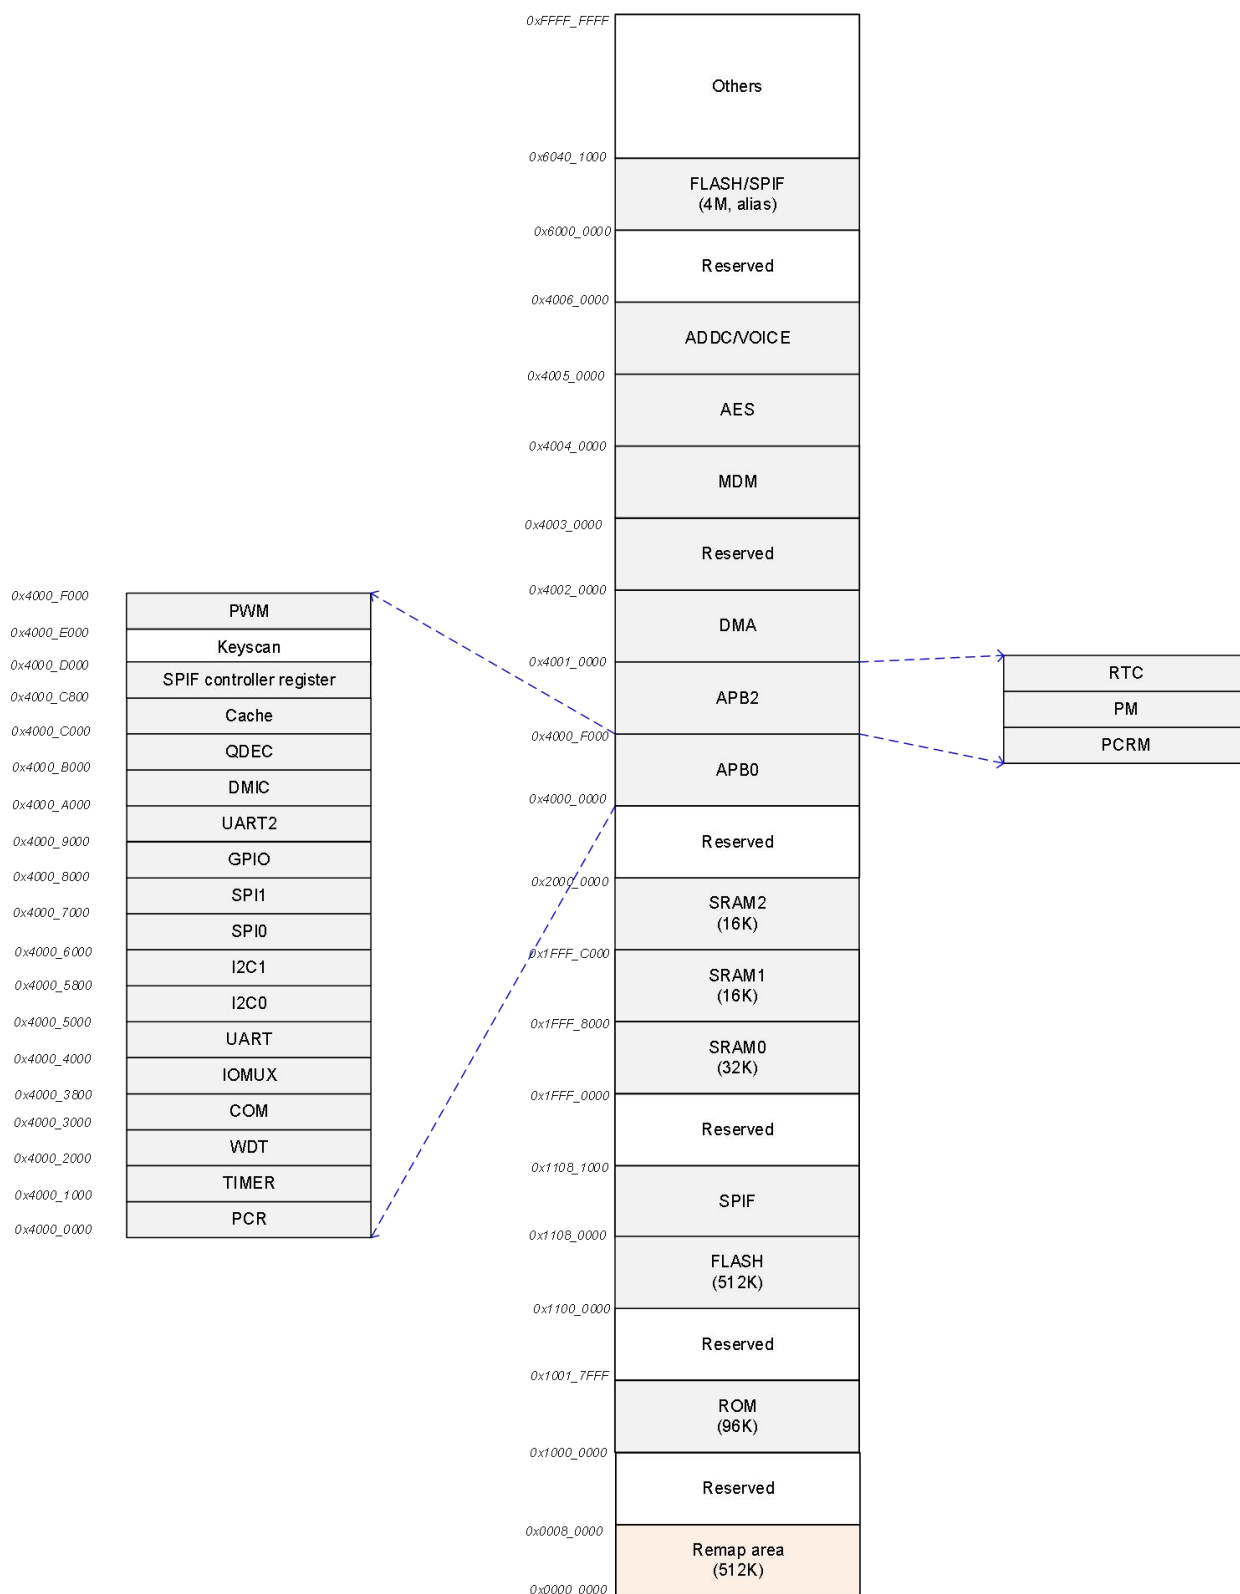 0xFFFF_FFFF
Others
0x6040_1000
FLASH/SPIF
(4M, alias)
0x6000_0000
Reserved
0x4006_0000
ADDC/VOICE
0x4005_0000
AES
0x4004_0000
MDM
0x4003_0000
Reserved
0x4002_0000
DMA
0x4001_0000
APB2
0x4000_F000
APB0
0x4000_0000
Reserved
0x2000_0000
SRAM2
(16K)
0x1FFF_C000
SRAM1
(16K)
0x1FFF_8000
SRAM0
(32K)
0x1FFF_0000
Reserved
0x1108_1000
SPIF
0x1108_0000
FLASH
(512K)
0x1100_0000
Reserved
0x1001_7FFF
ROM
(96K)
0x1000_0000
Reserved
0x0008_0000
Remap area
(512K)
0x0000_0000
0x4000_F000
PWM
0x4000_E000
Keyscan
0x4000_D000
SPIF controller register
0x4000_C800
Cache
0x4000_C000
QDEC
0x4000_B000
DMIC
0x4000_A000
UART2
0x4000_9000
GPIO
0x4000_8000
SPI1
0x4000_7000
SPI0
0x4000_6000
I2C1
0x4000_5800
I2C0
0x4000_5000
UART
0x4000_4000
IOMUX
0x4000_3800
COM
0x4000_3000
WDT
0x4000_2000
TIMER
0x4000_1000
PCR
0x4000_0000
RTC
PM
PCRM